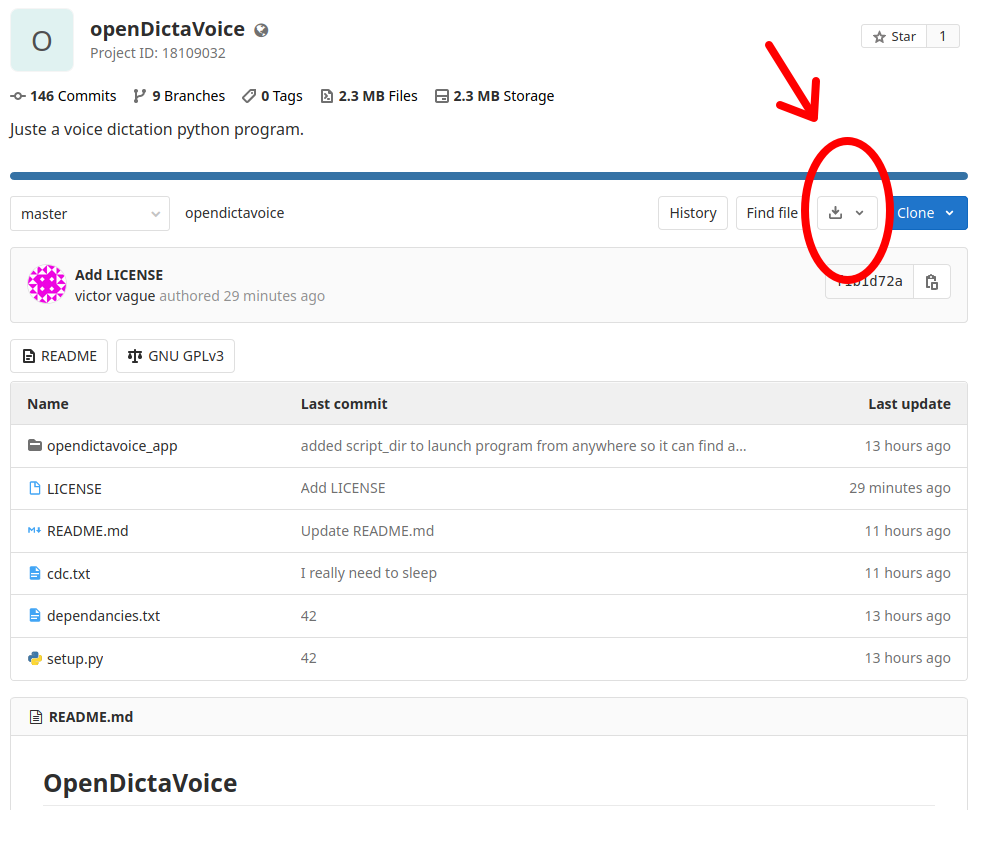 O
openDictaVoice
Project ID: 18109032
Star 1
146 Commits 9 Branches 0 Tags 2.3 MB Files 2.3 MB Storage
Juste a voice dictation python program.
master opendictavoice History Find file Clone
Add LICENSE
victor vague authored 29 minutes ago
1d72a
README GNU GPLv3
Name Last commit Last update
opendictavoice_app added script_dir to launch program from anywhere so it can find a... 13 hours ago
LICENSE Add LICENSE 29 minutes ago
README.md Update README.md 11 hours ago
cdc.txt I really need to sleep 11 hours ago
dependancies.txt 42 13 hours ago
setup.py 42 13 hours ago
README.md
OpenDictaVoice